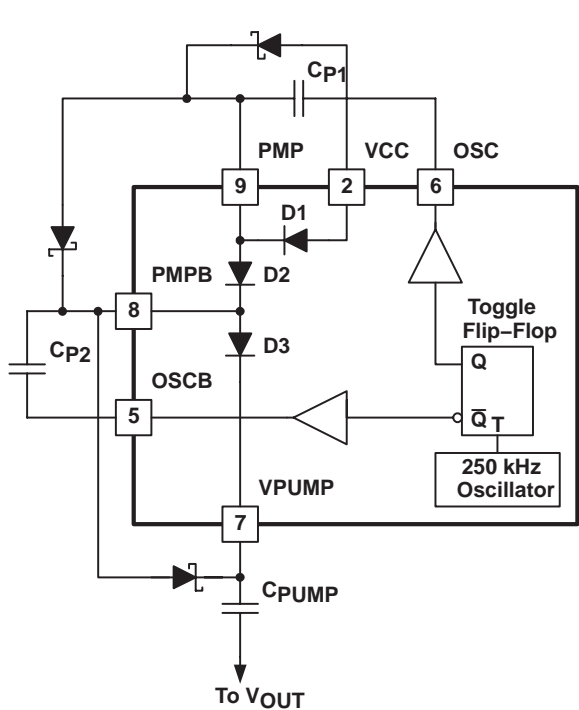 CP1
PMP VCC OSC
9 2 6
D1
PMPB D2
8
Toggle
Flip–Flop
D3
CP2
Q
OSCB
5
Q̅ T
250 kHz
Oscillator
VPUMP
7
CPUMP
To VOUT